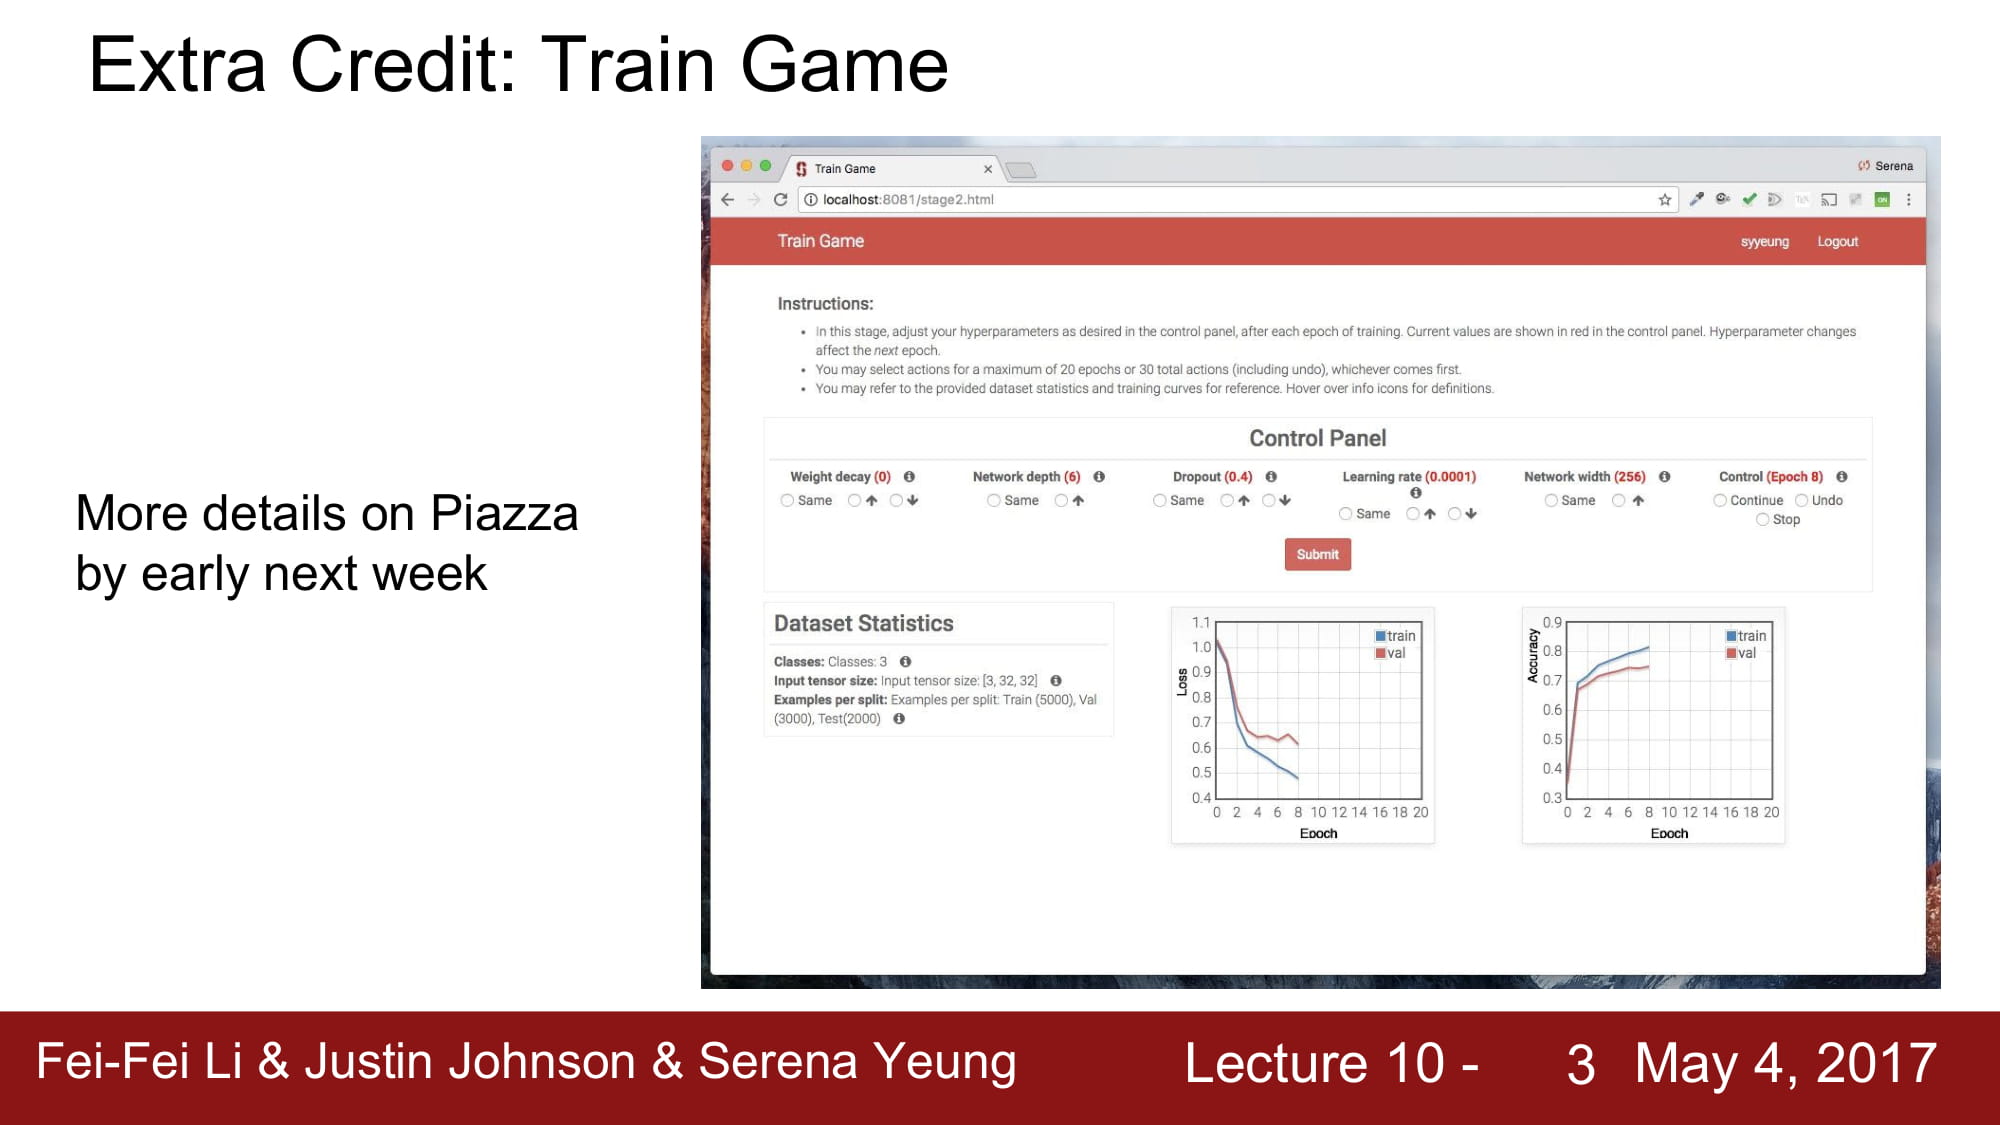 Extra Credit: Train Game
More details on Piazza
by early next week
Train Game
Serena
localhost:8081/stage2.html
ON
Train Game
syyeung
Logout
Instructions:
In this stage, adjust your hyperparameters as desired in the control panel, after each epoch of training. Current values are shown in red in the control panel. Hyperparameter changes
affect the next epoch.
You may select actions for a maximum of 20 epochs or 30 total actions (including undo), whichever comes first.
You may refer to the provided dataset statistics and training curves for reference. Hover over info icons for definitions.
Control Panel
Weight decay (0)
Same
Network depth (6)
Same
Dropout (0.4)
Same
Learning rate (0.0001)
Same
Network width (256)
Same
Control (Epoch 8)
Continue Undo
Stop
Submit
Dataset Statistics
Classes: Classes: 3
Input tensor size: Input tensor size: [3, 32, 32]
Examples per split: Examples per split: Train (5000), Val
(3000), Test(2000)
Loss
1.1
1.0
0.9
0.8
0.7
0.6
0.5
0.4
train
val
0 2 4 6 8 10 12 14 16 18 20
Epoch
Accuracy
0.9
0.8
0.7
0.6
0.5
0.4
0.3
train
val
0 2 4 6 8 10 12 14 16 18 20
Epoch
Fei-Fei Li & Justin Johnson & Serena Yeung
Lecture 10 - 3 May 4, 2017